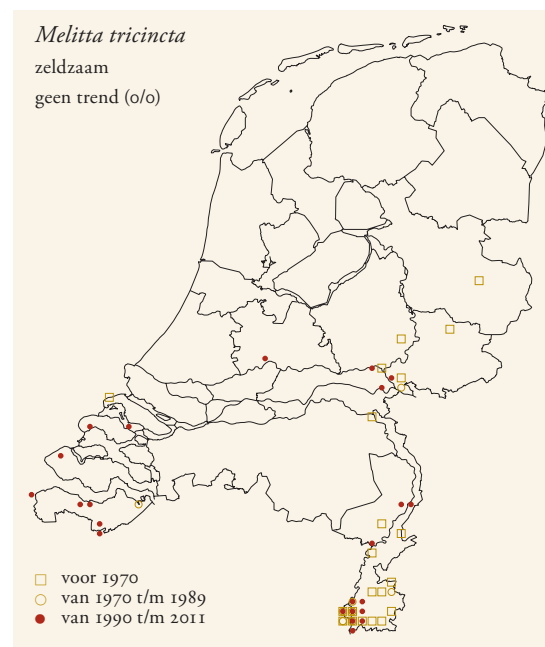 Melitta tricincta
zeldzaam
geen trend (0/0)
voor 1970
van 1970 t/m 1989
van 1990 t/m 2011